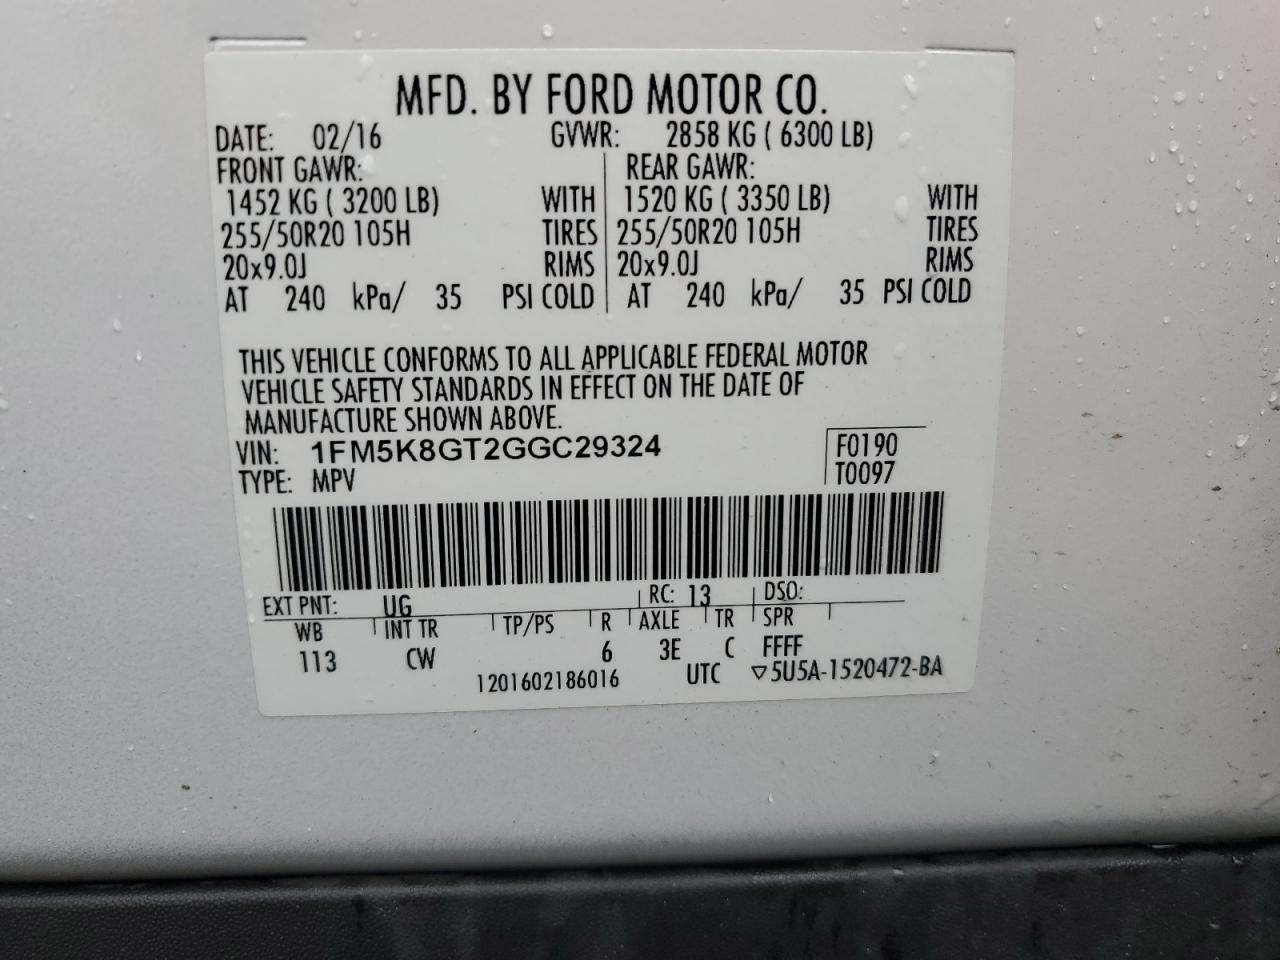 MFD. BY FORD MOTOR CO.
DATE: 02/16 GVWR: 2858 KG ( 6300 LB)
FRONT GAWR: REAR GAWR:
1452 KG ( 3200 LB) WITH 1520 KG ( 3350 LB) WITH
255/50R20 105H TIRES 255/50R20 105H TIRES
20x9.0J RIMS 20x9.0J RIMS
AT 240 kPa/ 35 PSI COLD AT 240 kPa/ 35 PSI COLD
THIS VEHICLE CONFORMS TO ALL APPLICABLE FEDERAL MOTOR
VEHICLE SAFETY STANDARDS IN EFFECT ON THE DATE OF
MANUFACTURE SHOWN ABOVE.
VIN: 1FM5K8GT2GGC29324 F0190
TYPE: MPV T0097
EXT PNT: UG RC: 13 DSO:
WB INT TR TP/PS R AXLE TR SPR
113 CW 6 3E C FFFF
1201602186016 UTC ▽5U5A-1520472-BA